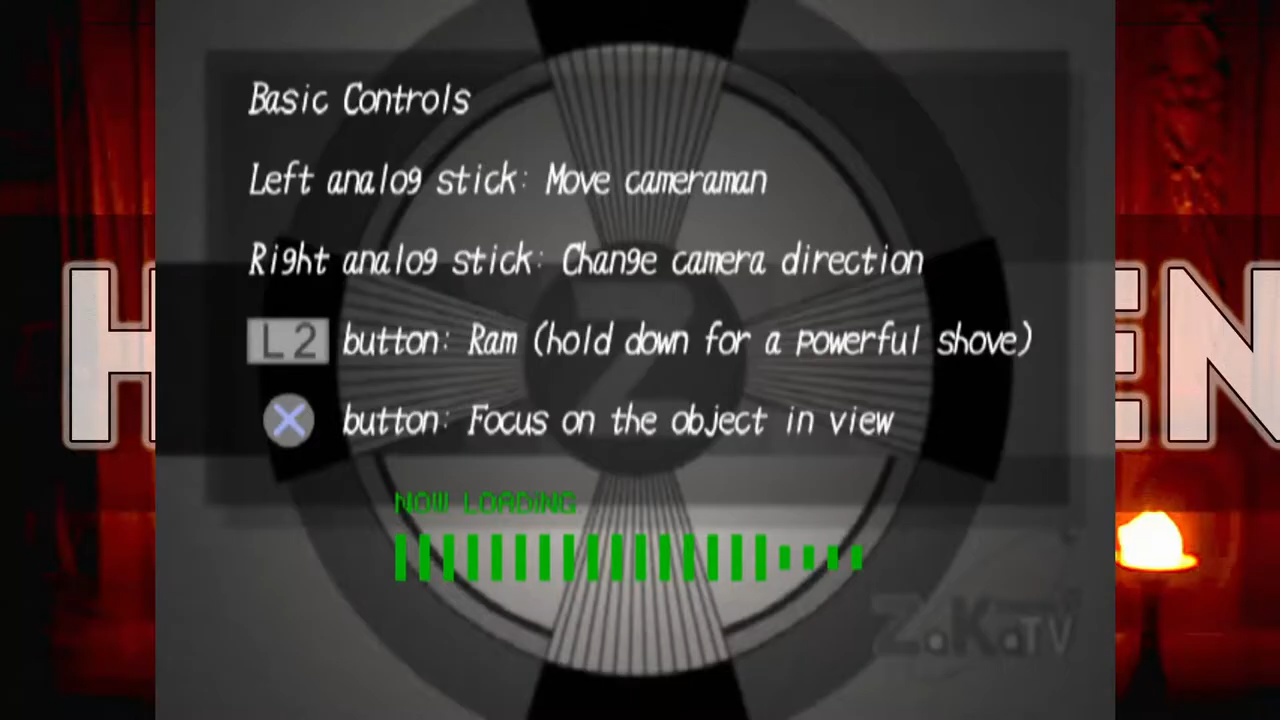 Basic Controls
Left analog stick: Move cameraman
Right analog stick: Change camera direction
L2 button: Ram (hold down for a powerful shove)
button: Focus on the object in view
NOW LOADING
ZaKaTV
H EN
Z